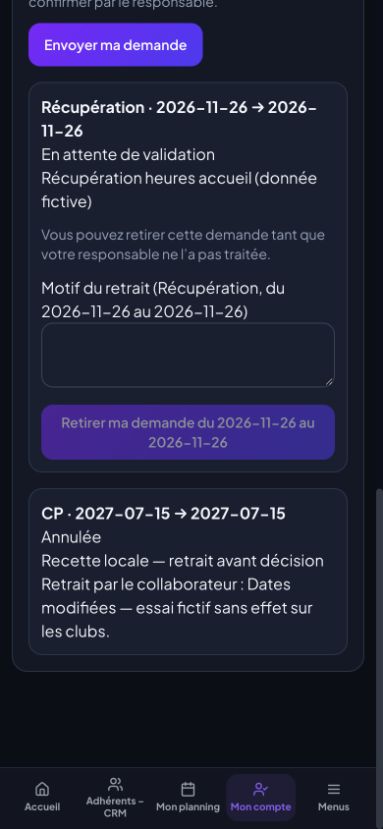 confirmer par le responsable.
Envoyer ma demande
Récupération · 2026-11-26 → 2026-
11-26
En attente de validation
Récupération heures accueil (donnée
fictive)
Vous pouvez retirer cette demande tant que
votre responsable ne l'a pas traitée.
Motif du retrait (Récupération, du
2026-11-26 au 2026-11-26)
Retirer ma demande du 2026-11-26 au
2026-11-26
CP · 2027-07-15 → 2027-07-15
Annulée
Recette locale — retrait avant décision
Retrait par le collaborateur : Dates
modifiées — essai fictif sans effet sur
les clubs.
Accueil
Adhérents –
CRM
Mon planning
Mon compte
Menus